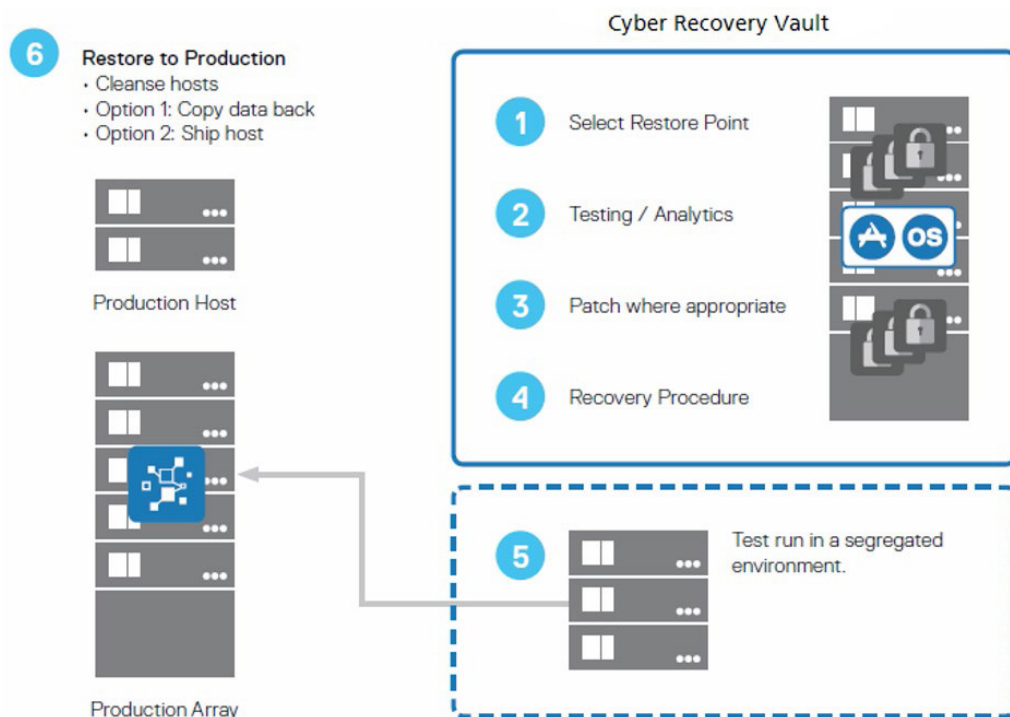 Cyber Recovery Vault
6
Restore to Production
• Cleanse hosts
• Option 1: Copy data back
• Option 2: Ship host
Production Host
Production Array
1
Select Restore Point
2
Testing / Analytics
3
Patch where appropriate
4
Recovery Procedure
OS
5
Test run in a segregated
environment.